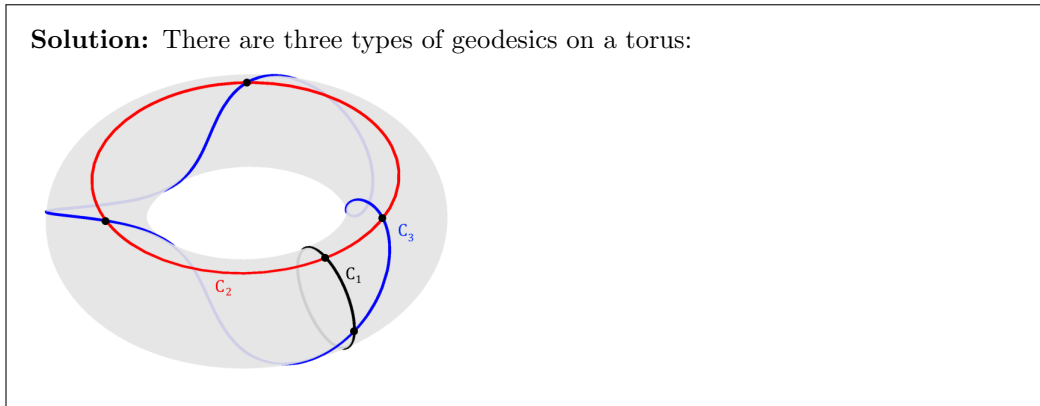 Solution: There are three types of geodesics on a torus:
C₃
C₁
C₂